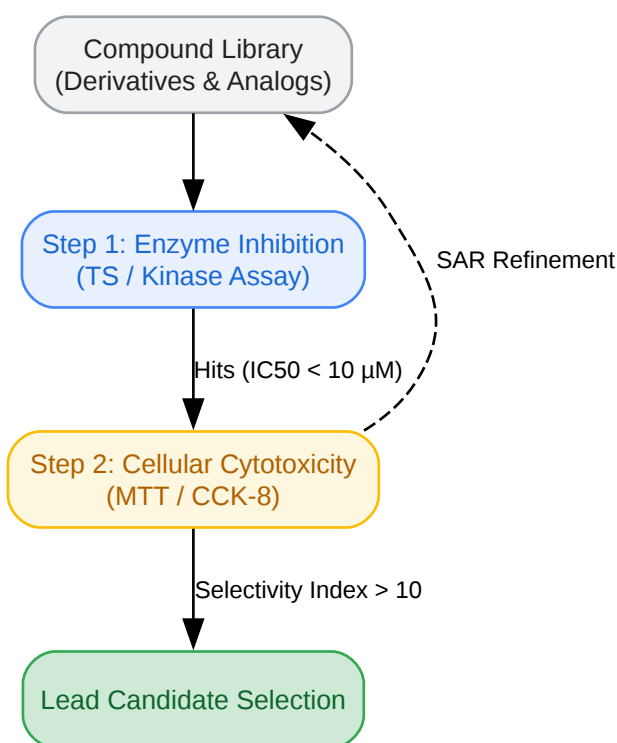 Compound Library
(Derivatives & Analogs)
Step 1: Enzyme Inhibition
(TS / Kinase Assay)
SAR Refinement
Hits (IC50 < 10 µM)
Step 2: Cellular Cytotoxicity
(MTT / CCK-8)
Selectivity Index > 10
Lead Candidate Selection